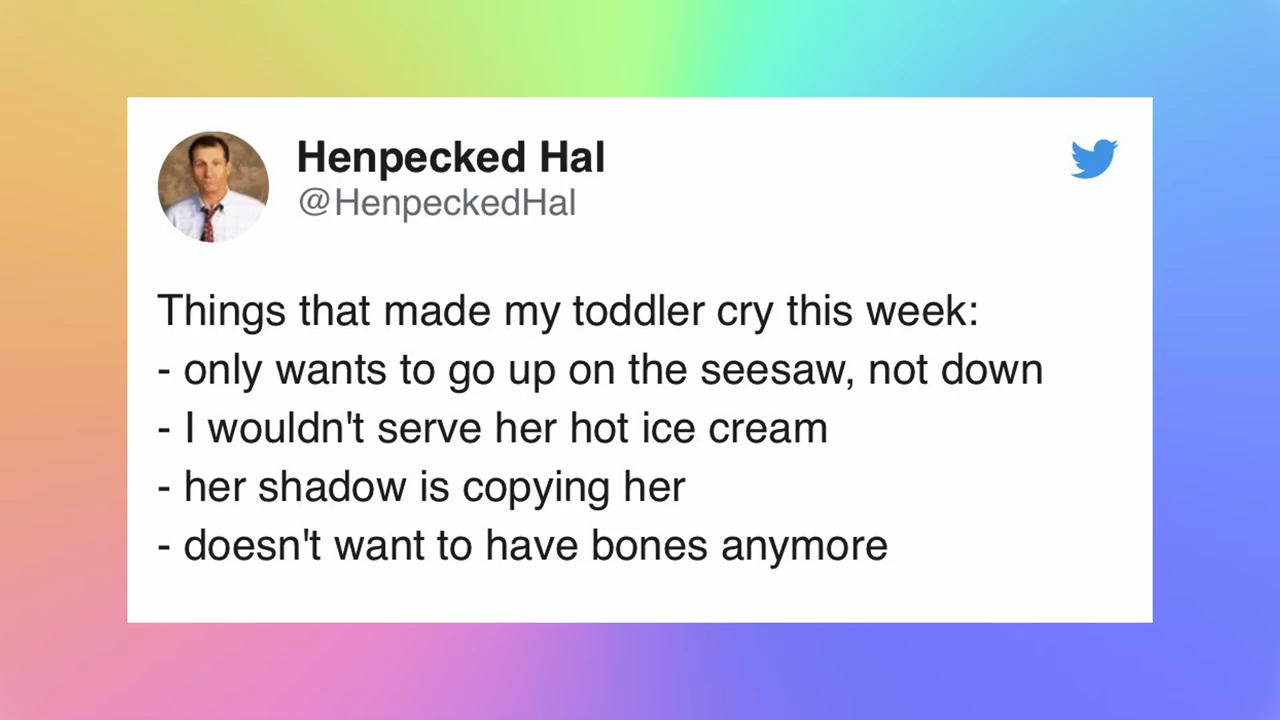 Henpecked Hal
@HenpeckedHal
Things that made my toddler cry this week:
- only wants to go up on the seesaw, not down
- I wouldn't serve her hot ice cream
- her shadow is copying her
- doesn't want to have bones anymore